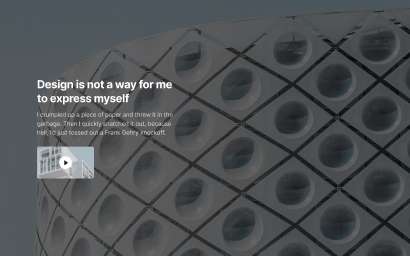 Design is not a way for me
to express myself
I crumpled up a piece of paper and threw it in the
garbage. Then I quickly snatched it out, because
hell, I'd just tossed out a Frank Gehry knockoff.